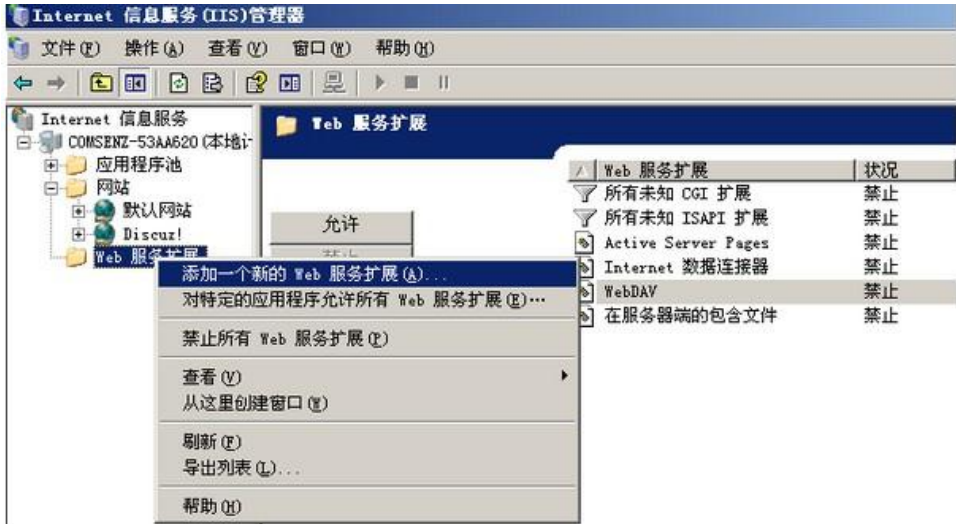 Internet 信息服务(IIS)管理器
文件(F) 操作(A) 查看(V) 窗口(W) 帮助(H)
Internet 信息服务
COMSENZ-53AA620(本地计
应用程序池
网站
默认网站
Discuz!
Web 服务扩展
Web 服务扩展
允许
禁止
Web 服务扩展 状况
所有未知 CGI 扩展 禁止
所有未知 ISAPI 扩展 禁止
Active Server Pages 禁止
Internet 数据连接器 禁止
WebDAV 禁止
在服务器端的包含文件 禁止
添加一个新的 Web 服务扩展(A)...
对特定的应用程序允许所有 Web 服务扩展(E)…
禁止所有 Web 服务扩展(P)
查看(V)
从这里创建窗口(W)
刷新(F)
导出列表(L)...
帮助(H)